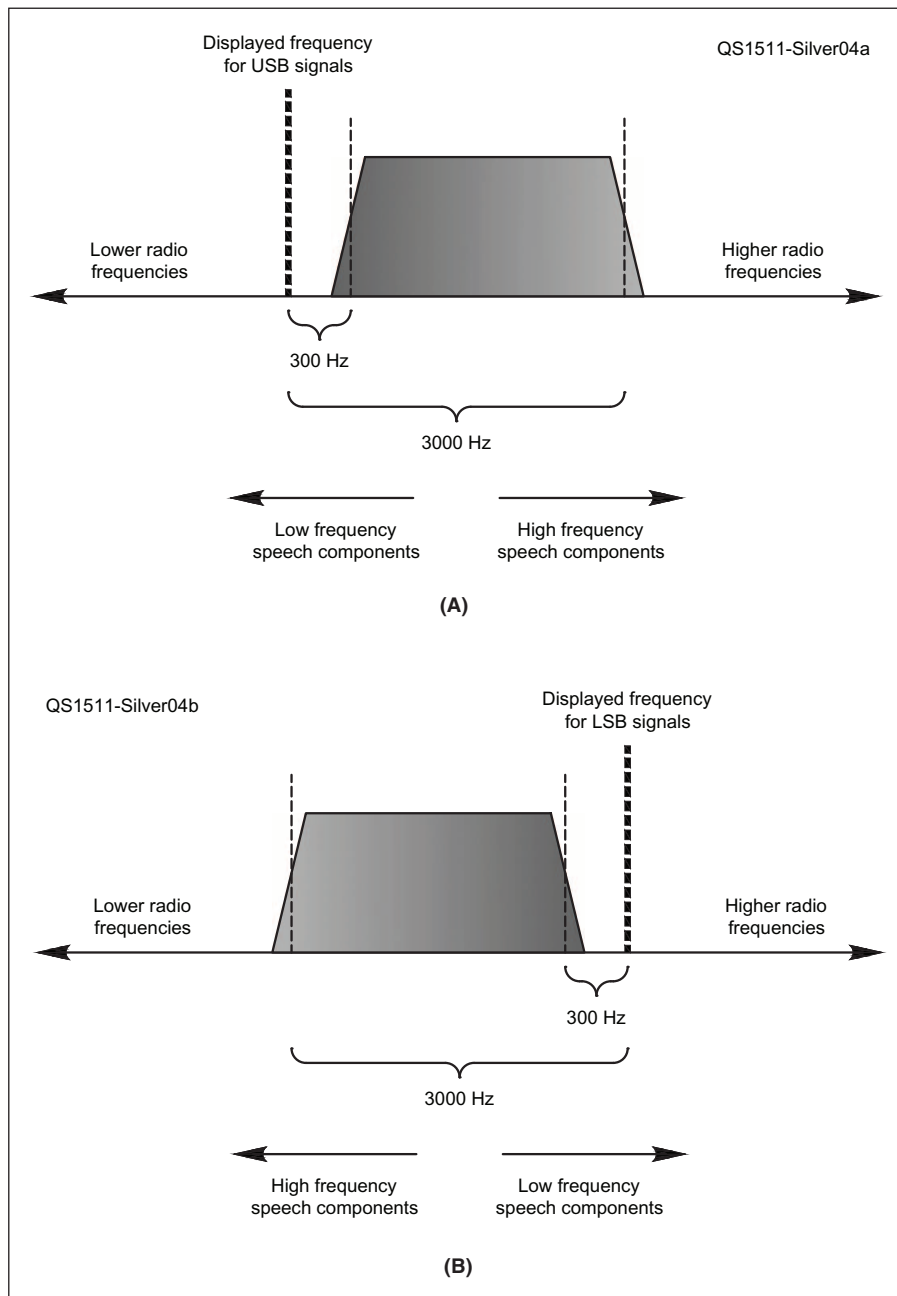 Displayed frequency
for USB signals
QS1511-Silver04a
Lower radio
frequencies
Higher radio
frequencies
300 Hz
3000 Hz
Low frequency
speech components
High frequency
speech components
(A)
QS1511-Silver04b
Displayed frequency
for LSB signals
Lower radio
frequencies
Higher radio
frequencies
300 Hz
3000 Hz
High frequency
speech components
Low frequency
speech components
(B)